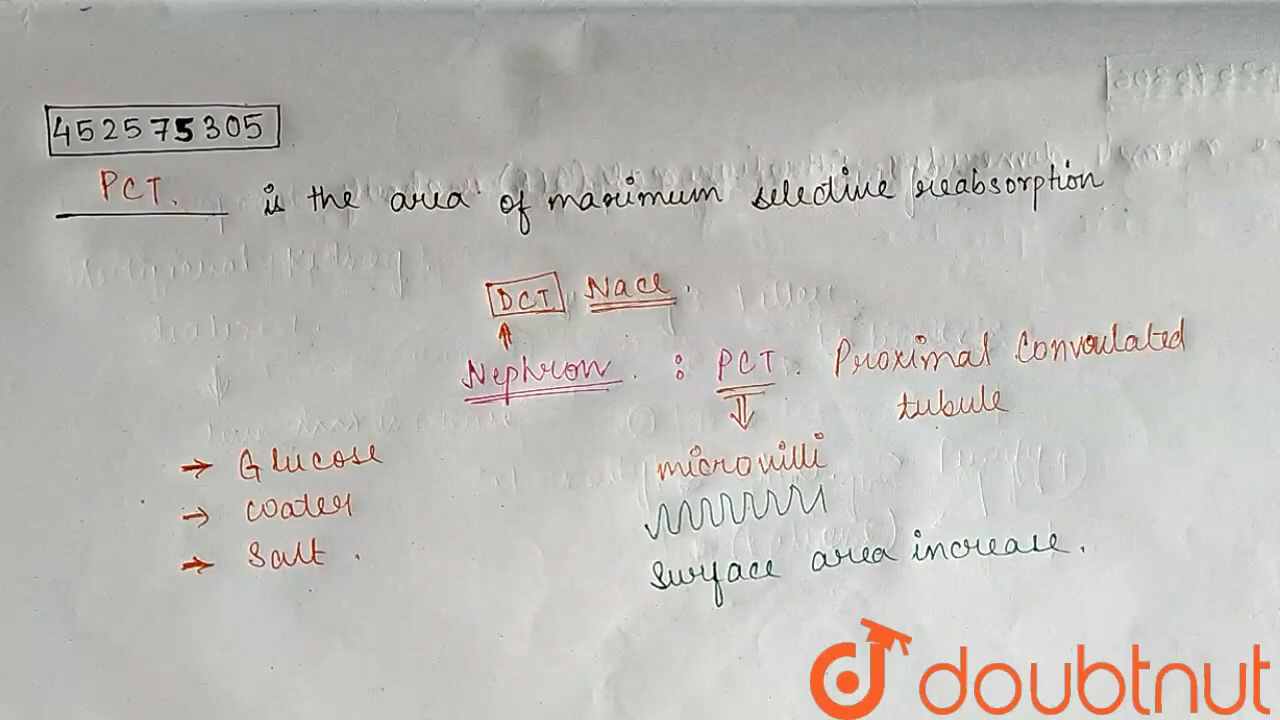 452575305
PCT. is the area of maximum selective reabsorption
DCT NaCl.
Nephron. : PCT. Proximal Convoulated
tubule
→ Glucose
→ water
→ Salt.
microvilli
surface area increase.
doubtnut